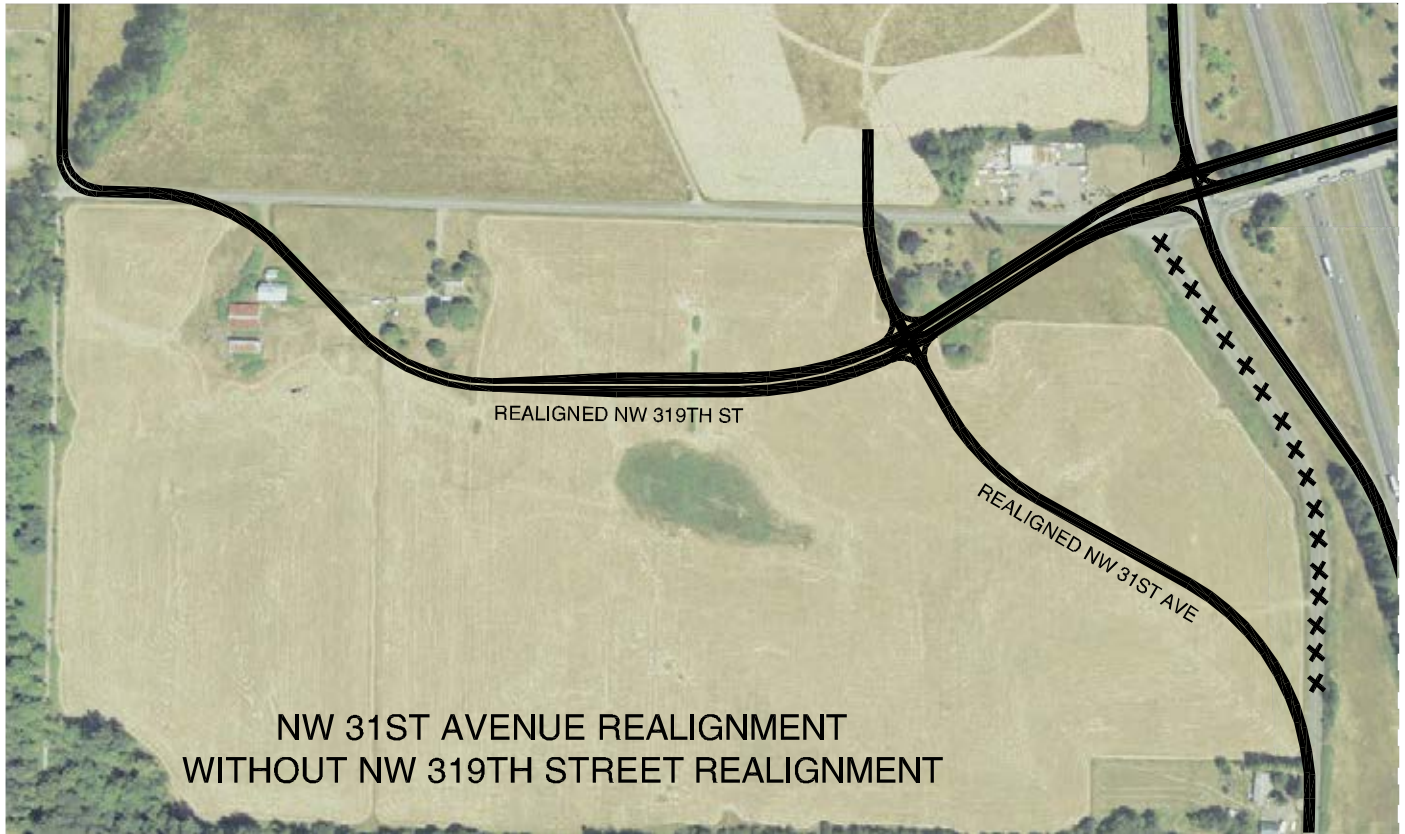 REALIGNED NW 319TH ST
REALIGNED NW 31ST AVE
NW 31ST AVENUE REALIGNMENT
WITHOUT NW 319TH STREET REALIGNMENT